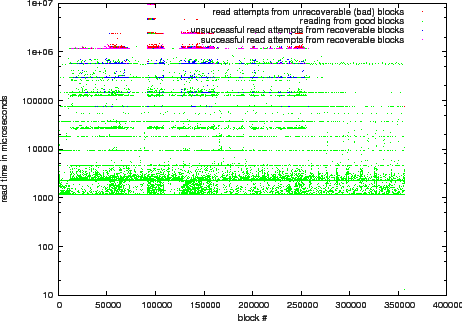 1e+07
read attempts from unrecoverable (bad) blocks
reading from good blocks
unsuccessful read attempts from recoverable blocks
successful read attempts from recoverable blocks
1e+06
100000
10000
1000
100
10
read time in microseconds
0 50000 100000 150000 200000 250000 300000 350000 400000
block #